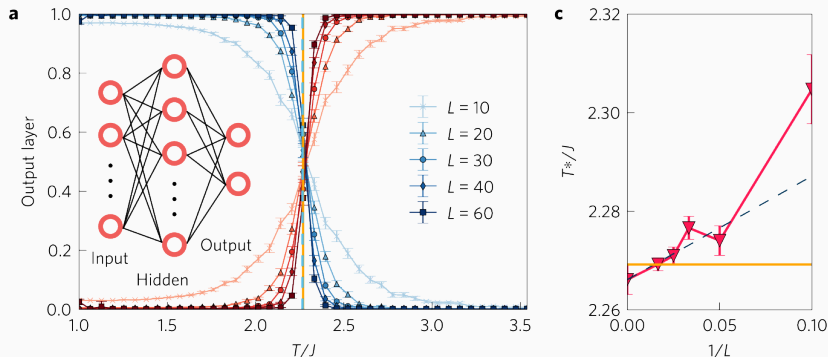 a
1.0
0.8
0.6
0.4
0.2
0.0
Output layer
1.0
1.5
2.0
2.5
3.0
3.5
T/J
Input
Hidden
Output
L = 10
L = 20
L = 30
L = 40
L = 60
c
2.32
2.30
2.28
2.26
T*/J
0.00
0.05
0.10
1/L